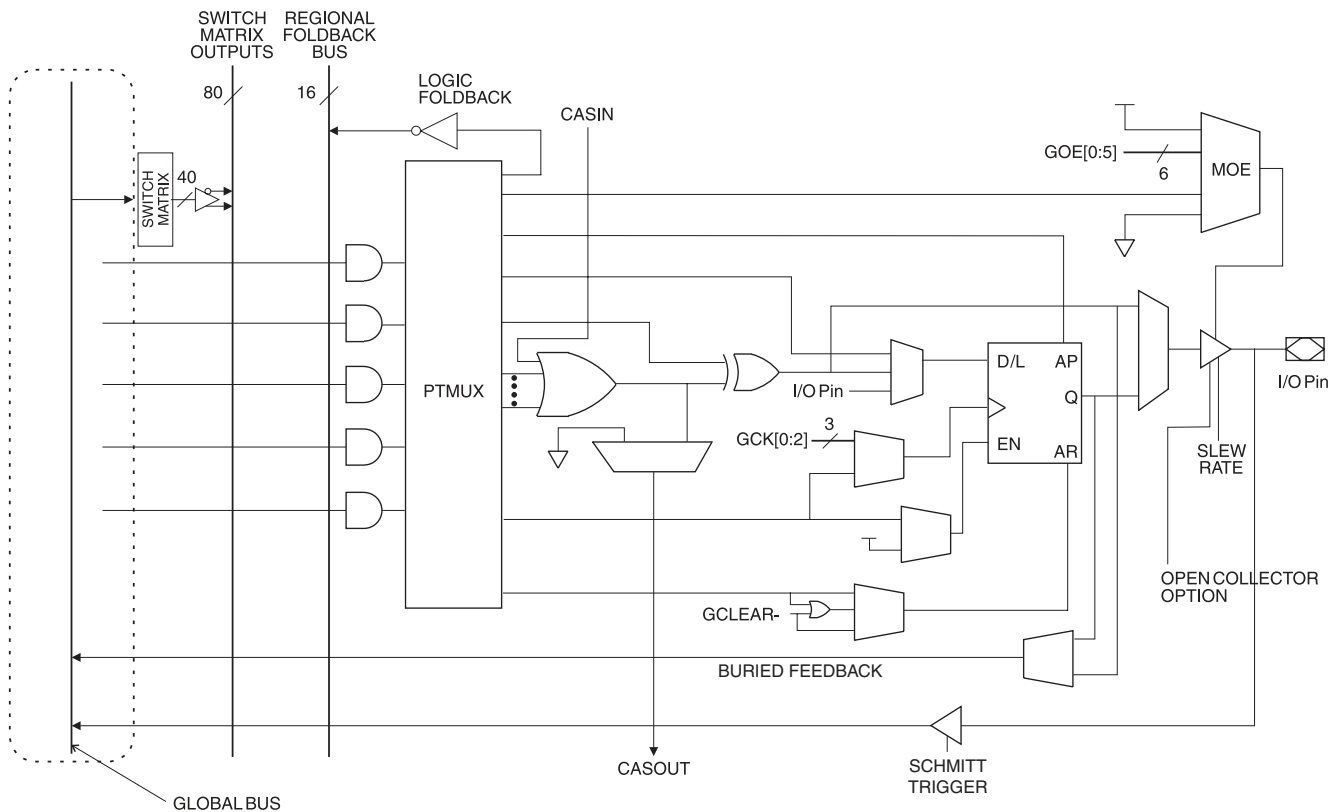 SWITCH
MATRIX
OUTPUTS
REGIONAL
FOLDBACK
BUS
80
16
LOGIC
FOLDBACK
CASIN
GOE[0:5]
6
MOE
SWITCH
MATRIX
40
PTMUX
I/O Pin
D/L
AP
Q
EN
AR
GCK[0:2]
3
I/O Pin
SLEW
RATE
OPEN COLLECTOR
OPTION
GCLEAR-
BURIED FEEDBACK
CASOUT
SCHMITT
TRIGGER
GLOBAL BUS